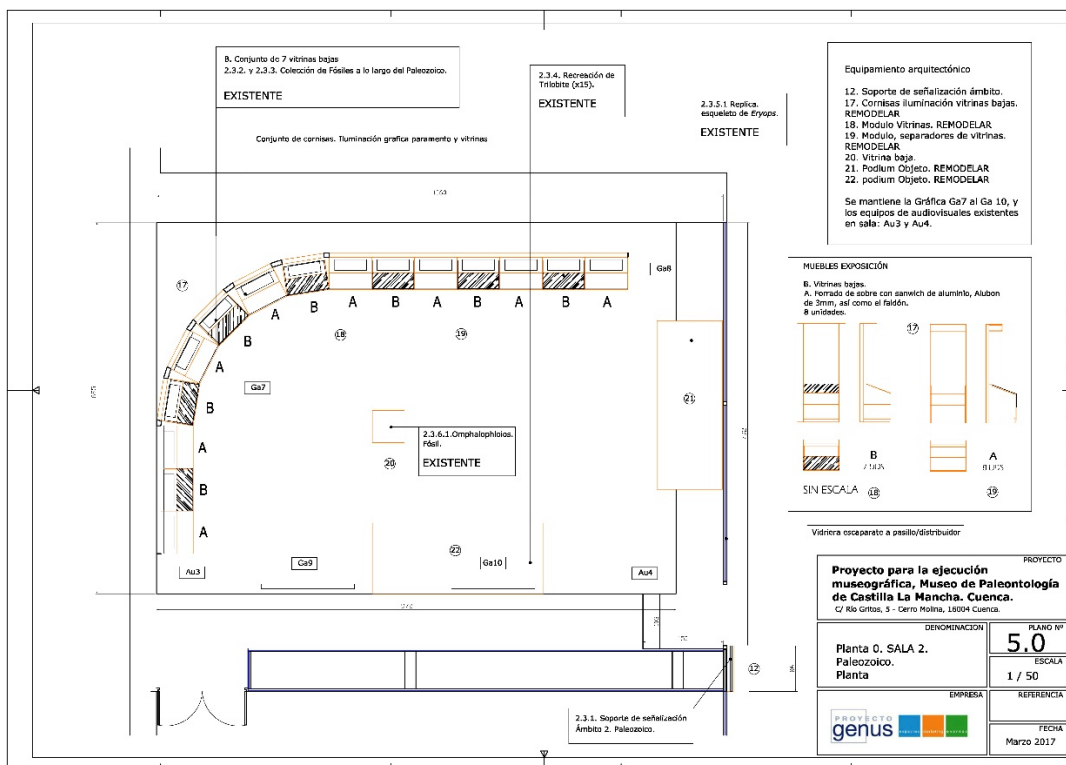 B. Conjunto de 7 vitrinas bajas
2.3.2. y 2.3.3. Colección de Fósiles a lo largo del Paleozoico.
EXISTENTE
2.3.4. Recreación de
Trilobite (x15).
EXISTENTE
2.3.5.1 Replica.
esqueleto de Eryops.
EXISTENTE
Conjunto de cornisas. Iluminación grafica paramento y vitrinas
Equipamiento arquitectónico
12. Soporte de señalización ámbito.
17. Cornisas iluminación vitrinas bajas.
REMODELAR
18. Modulo Vitrinas. REMODELAR
19. Modulo, separadores de vitrinas.
REMODELAR
20. Vitrina baja.
21. Podium Objeto. REMODELAR
22. podium Objeto. REMODELAR
Se mantiene la Gráfica Ga7 al Ga 10, y
los equipos de audiovisuales existentes
en sala: Au3 y Au4.
MUEBLES EXPOSICIÓN
B. Vitrinas bajas.
A. Forrado de sobre con sanwich de aluminio, Alubon
de 3mm, así como el faldón.
8 unidades.
17
B
A
SIN ESCALA
18
19
Vidriera escaparate a pasillo/distribuidor
17
Ga8
A
B
A
B
A
B
A
B
A
B
A
B
A
B
A
18
19
Ga7
21
2.3.6.1.Omphalophloios.
Fósil.
EXISTENTE
20
22
Au3
Ga9
Ga10
Au4
12
2.3.1. Soporte de señalización
Ámbito 2. Paleozoico.
PROYECTO
Proyecto para la ejecución
museográfica, Museo de Paleontología
de Castilla La Mancha. Cuenca.
C/ Río Gritos, 5 - Cerro Molina, 16004 Cuenca.
DENOMINACION
Planta 0. SALA 2.
Paleozoico.
Planta
PLANO Nº
5.0
ESCALA
1 / 50
EMPRESA
PROYECTO
genus
REFERENCIA
FECHA
Marzo 2017